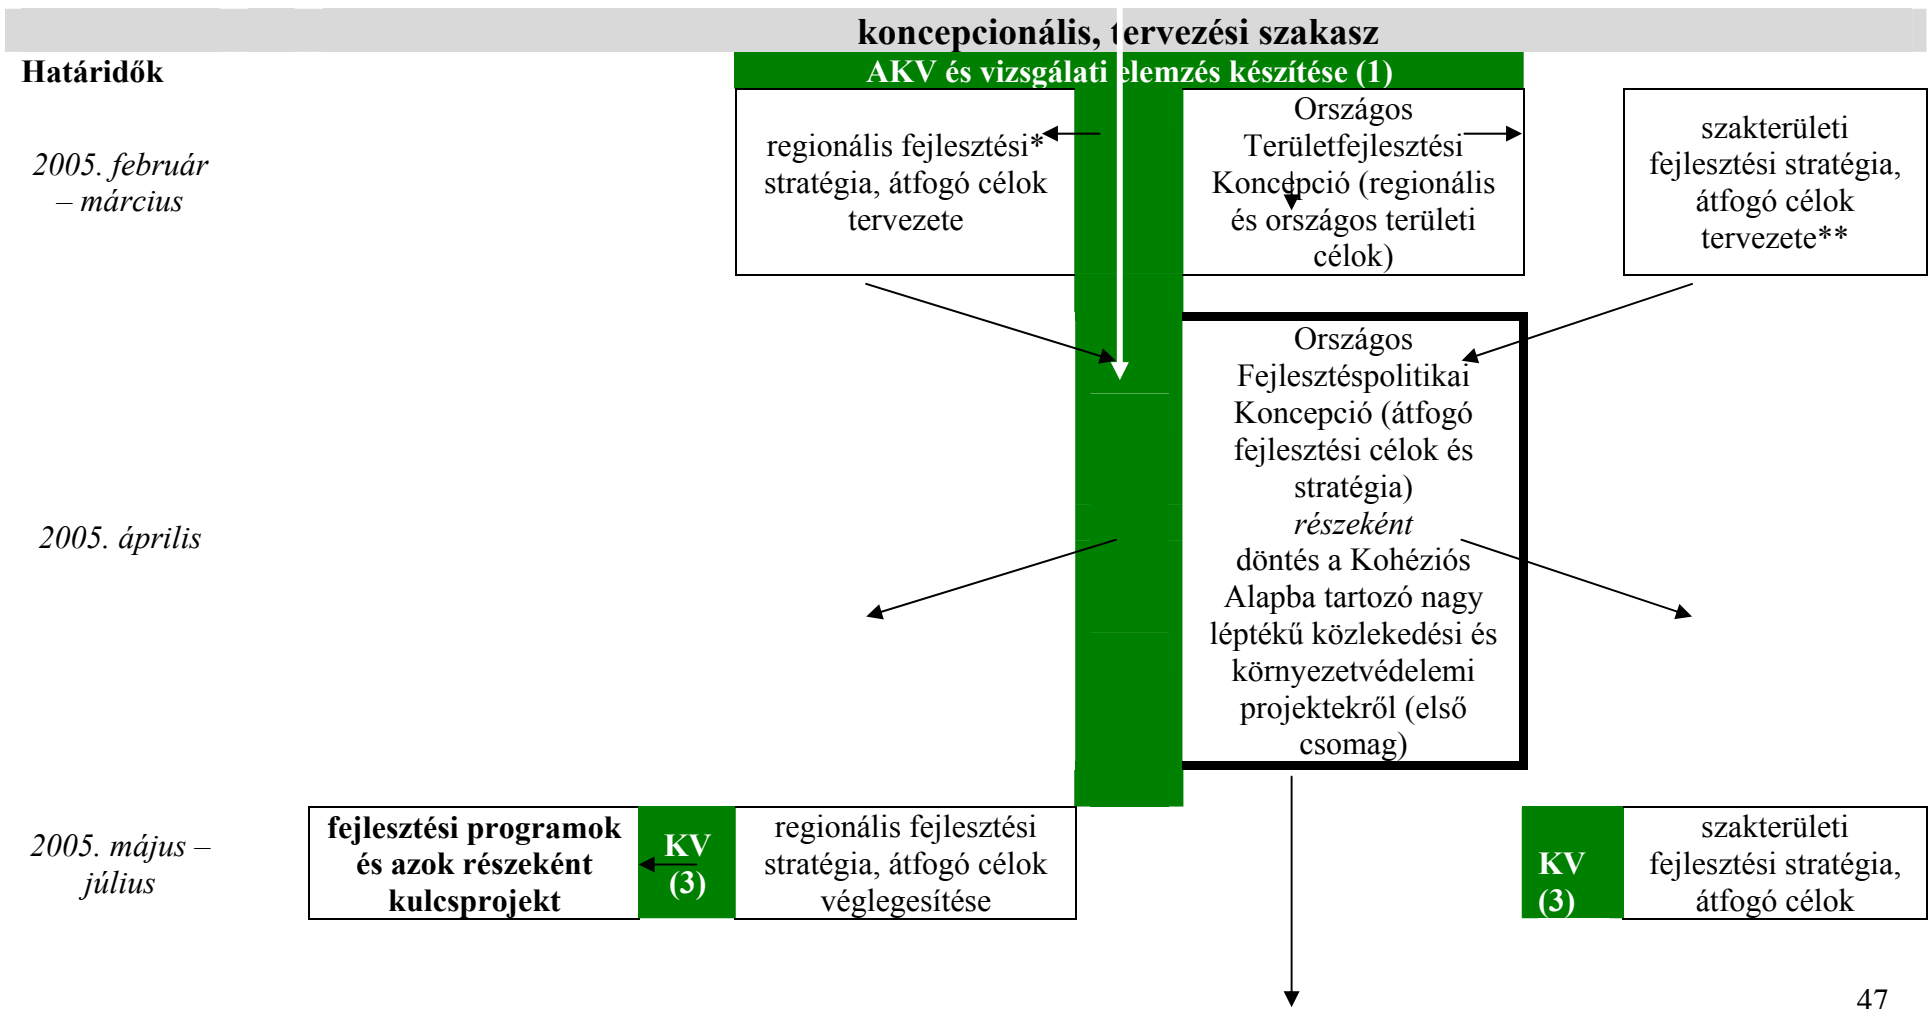 koncepcionális, tervezési szakasz
Határidők
AKV és vizsgálati elemzés készítése (1)
2005. február
– március
regionális fejlesztési*
stratégia, átfogó célok
tervezete
Országos
Területfejlesztési
Koncepció (regionális
és országos területi
célok)
szakterületi
fejlesztési stratégia,
átfogó célok
tervezete**
2005. április
Országos
Fejlesztéspolitikai
Koncepció (átfogó
fejlesztési célok és
stratégia)
részeként
döntés a Kohéziós
Alapba tartozó nagy
léptékű közlekedési és
környezetvédelemi
projektekről (első
csomag)
2005. május –
július
fejlesztési programok
és azok részeként
kulcsprojekt
KV
(3)
regionális fejlesztési
stratégia, átfogó célok
véglegesítése
KV
(3)
szakterületi
fejlesztési stratégia,
átfogó célok
47